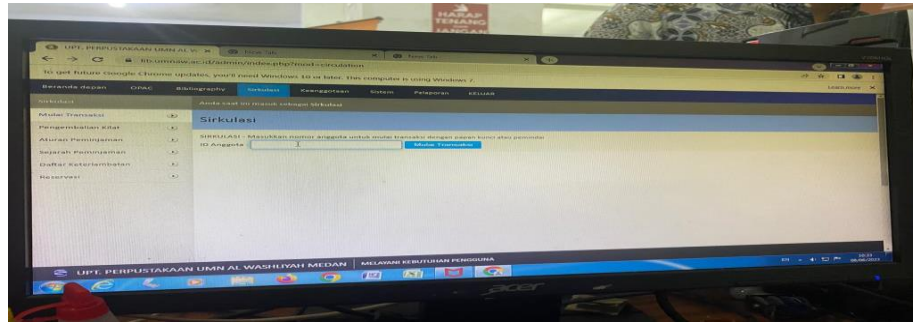 HARAP
TENANG
JANGAN
UPT. PERPUSTAKAAN UMN AL W
New Tab
New Tab
lib.umnaw.ac.id/admin/index.php?mod=circulation
To get future Google Chrome updates, you'll need Windows 10 or later. This computer is using Windows 7.
Learn more
Beranda depan OPAC Bibliography Sirkulasi Keanggotaan Sistem Pelaporan KELUAR
Sirkulasi
Anda saat ini masuk sebagai Sirkulasi
Mulai Transaksi
Pengembalian Kilat
Aturan Peminjaman
Sejarah Peminjaman
Daftar Keterlambatan
Reservasi
Sirkulasi
SIRKULASI - Masukkan nomor anggota untuk mulai transaksi dengan papan kunci atau pemindai
ID Anggota
Mulai Transaksi
UPT. PERPUSTAKAAN UMN AL WASHLIYAH MEDAN
MELAYANI KEBUTUHAN PENGGUNA
EN
acer